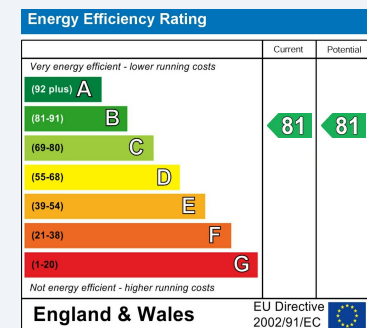 Energy Efficiency Rating
Current Potential
Very energy efficient - lower running costs
(92 plus) A
(81-91) B
81 81
(69-80) C
(55-68) D
(39-54) E
(21-38) F
(1-20) G
Not energy efficient - higher running costs
England & Wales
EU Directive
2002/91/EC